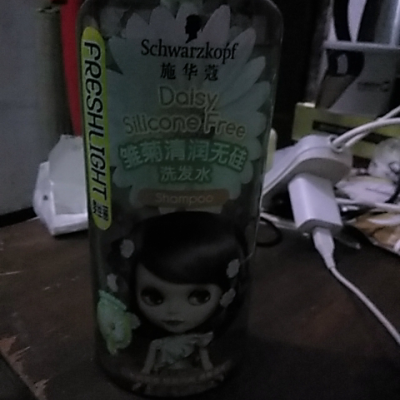 Schwarzkopf
施华蔻
Daisy
Silicone Free
雏菊清润无硅
洗发水
Shampoo
FRESHLIGHT